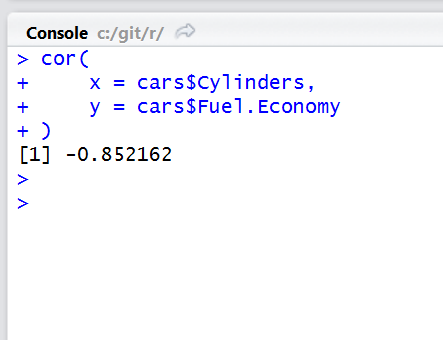 Console c:/git/r/
> cor(
+     x = cars$Cylinders,
+     y = cars$Fuel.Economy
+ )
[1] -0.852162
>
>